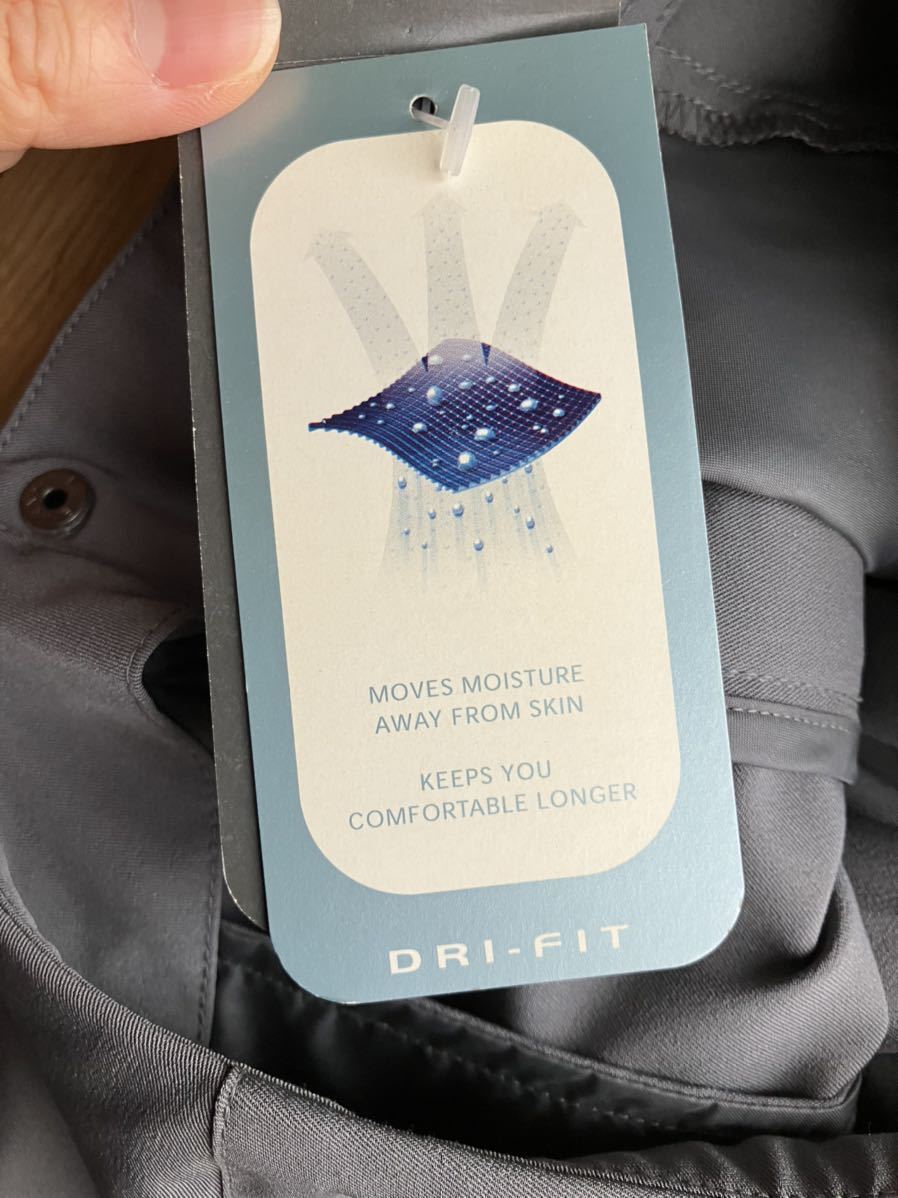 MOVES MOISTURE
AWAY FROM SKIN
KEEPS YOU
COMFORTABLE LONGER
DRI-FIT